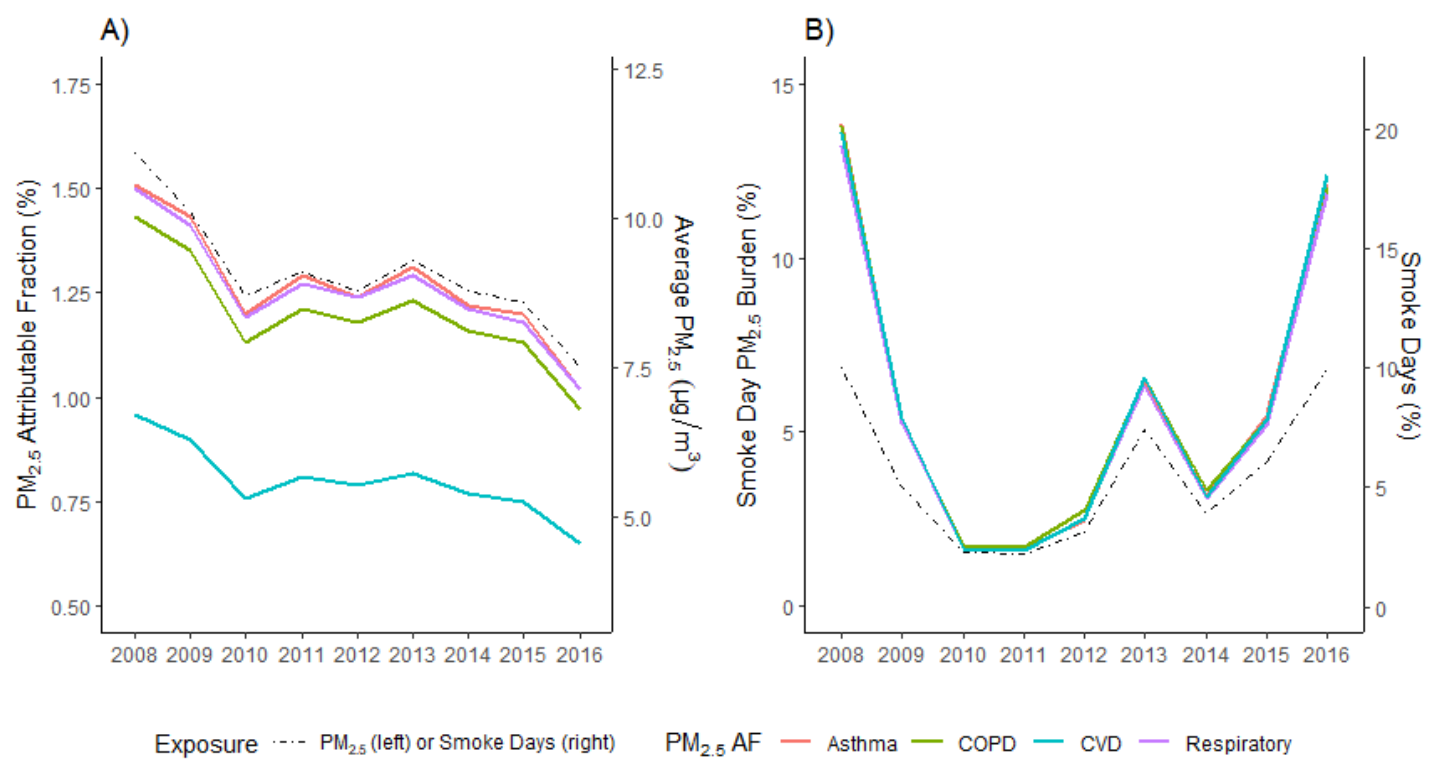 A)
PM2.5 Attributable Fraction (%)
1.75
1.50
1.25
1.00
0.75
0.50
12.5
10.0
7.5
5.0
Average PM2.5 (µg/m³)
2008 2009 2010 2011 2012 2013 2014 2015 2016
B)
Smoke Day PM2.5 Burden (%)
15
10
5
0
20
15
10
5
0
Smoke Days (%)
2008 2009 2010 2011 2012 2013 2014 2015 2016
Exposure PM2.5 (left) or Smoke Days (right) PM2.5 AF Asthma COPD CVD Respiratory